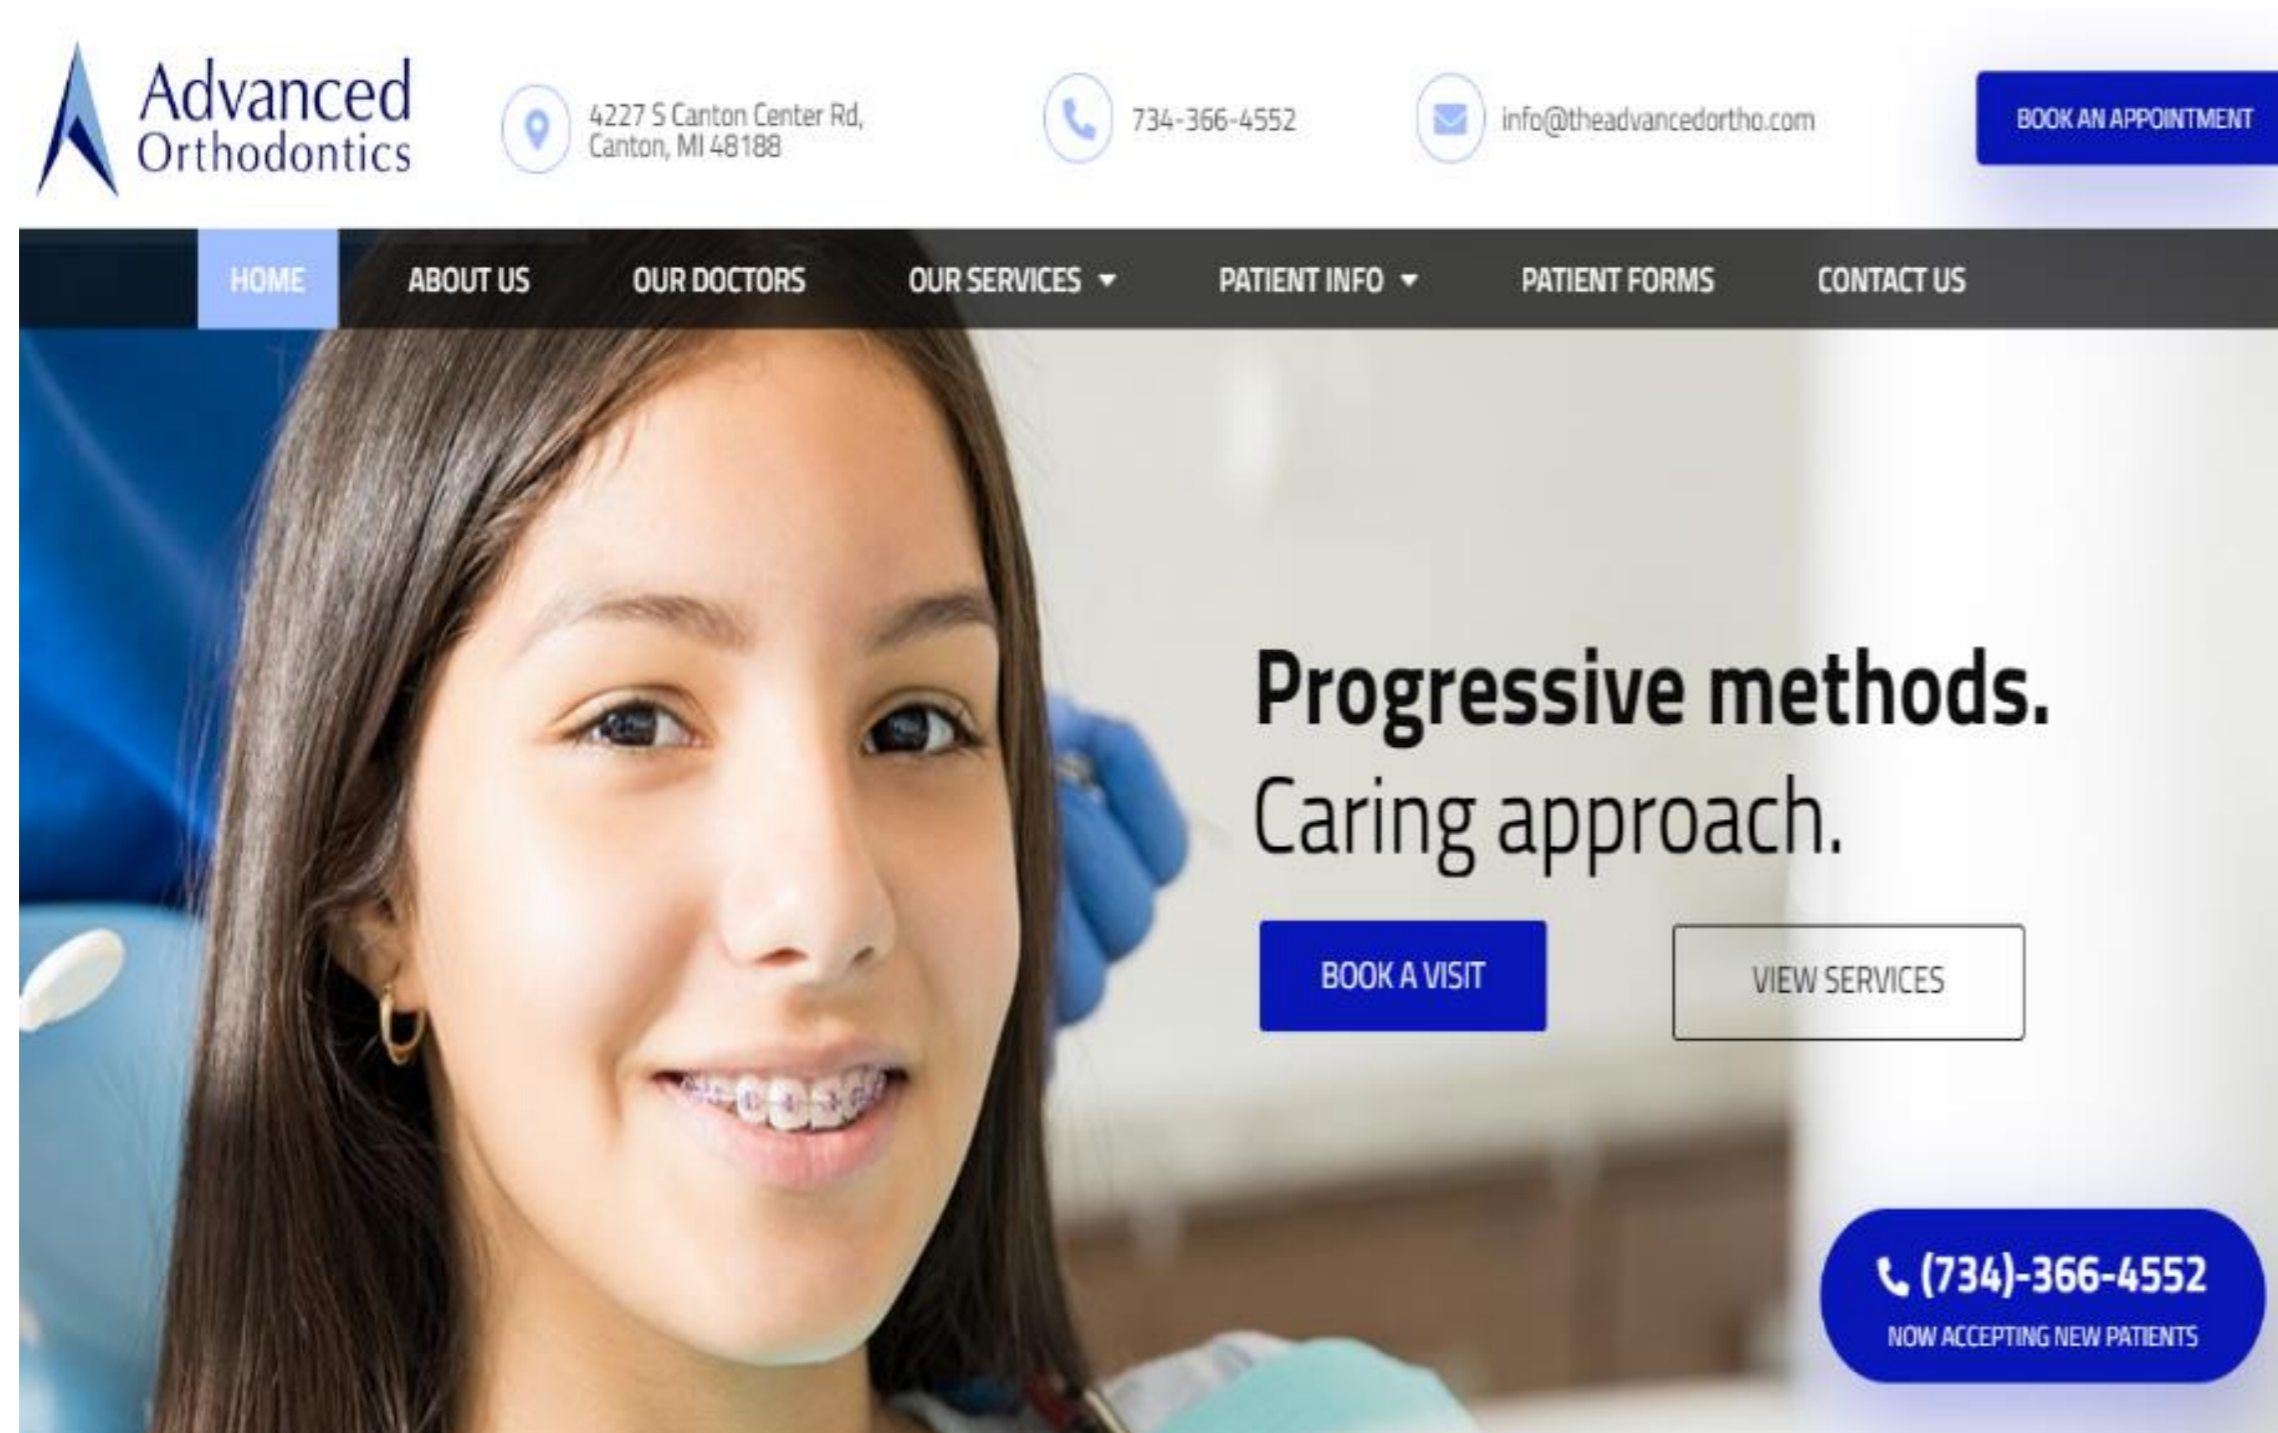 Advanced
Orthodontics
4227 S Canton Center Rd,
Canton, MI 48188
734-366-4552
info@theadvancedortho.com
BOOK AN APPOINTMENT
HOME
ABOUT US
OUR DOCTORS
OUR SERVICES
PATIENT INFO
PATIENT FORMS
CONTACT US
Progressive methods.
Caring approach.
BOOK A VISIT
VIEW SERVICES
(734)-366-4552
NOW ACCEPTING NEW PATIENTS